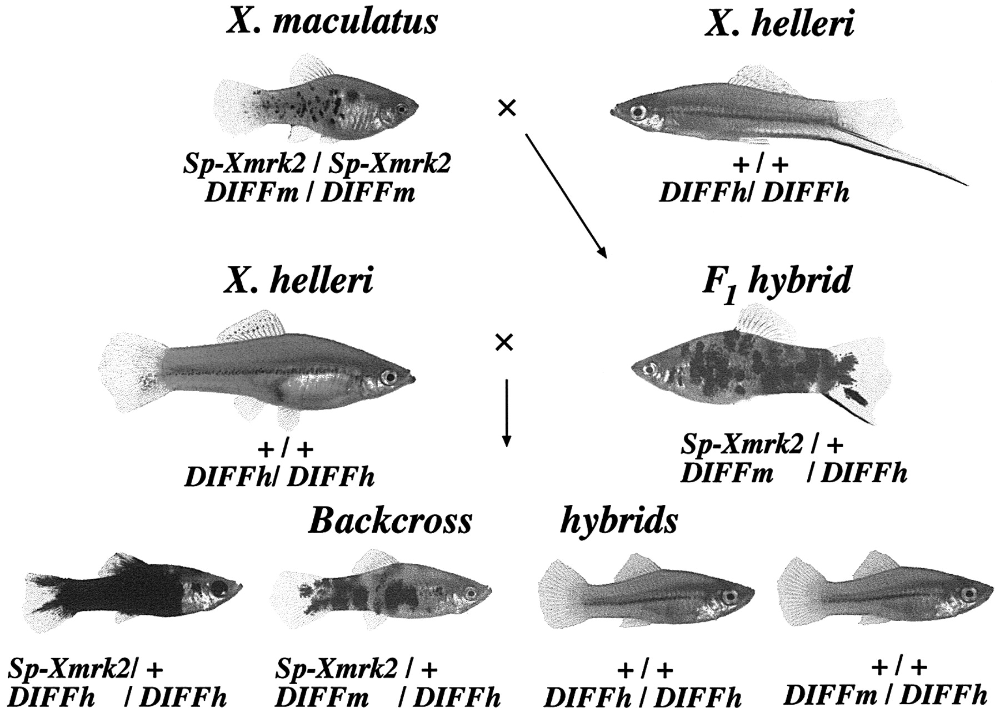 X. maculatus
X. helleri
×
Sp-Xmrk2 / Sp-Xmrk2
DIFFm / DIFFm
+ / +
DIFFh/ DIFFh
X. helleri
F1 hybrid
×
+ / +
DIFFh/ DIFFh
Sp-Xmrk2 / +
DIFFm / DIFFh
Backcross hybrids
Sp-Xmrk2/ +
DIFFh / DIFFh
Sp-Xmrk2 / +
DIFFm / DIFFh
+ / +
DIFFh / DIFFh
+ / +
DIFFm / DIFFh